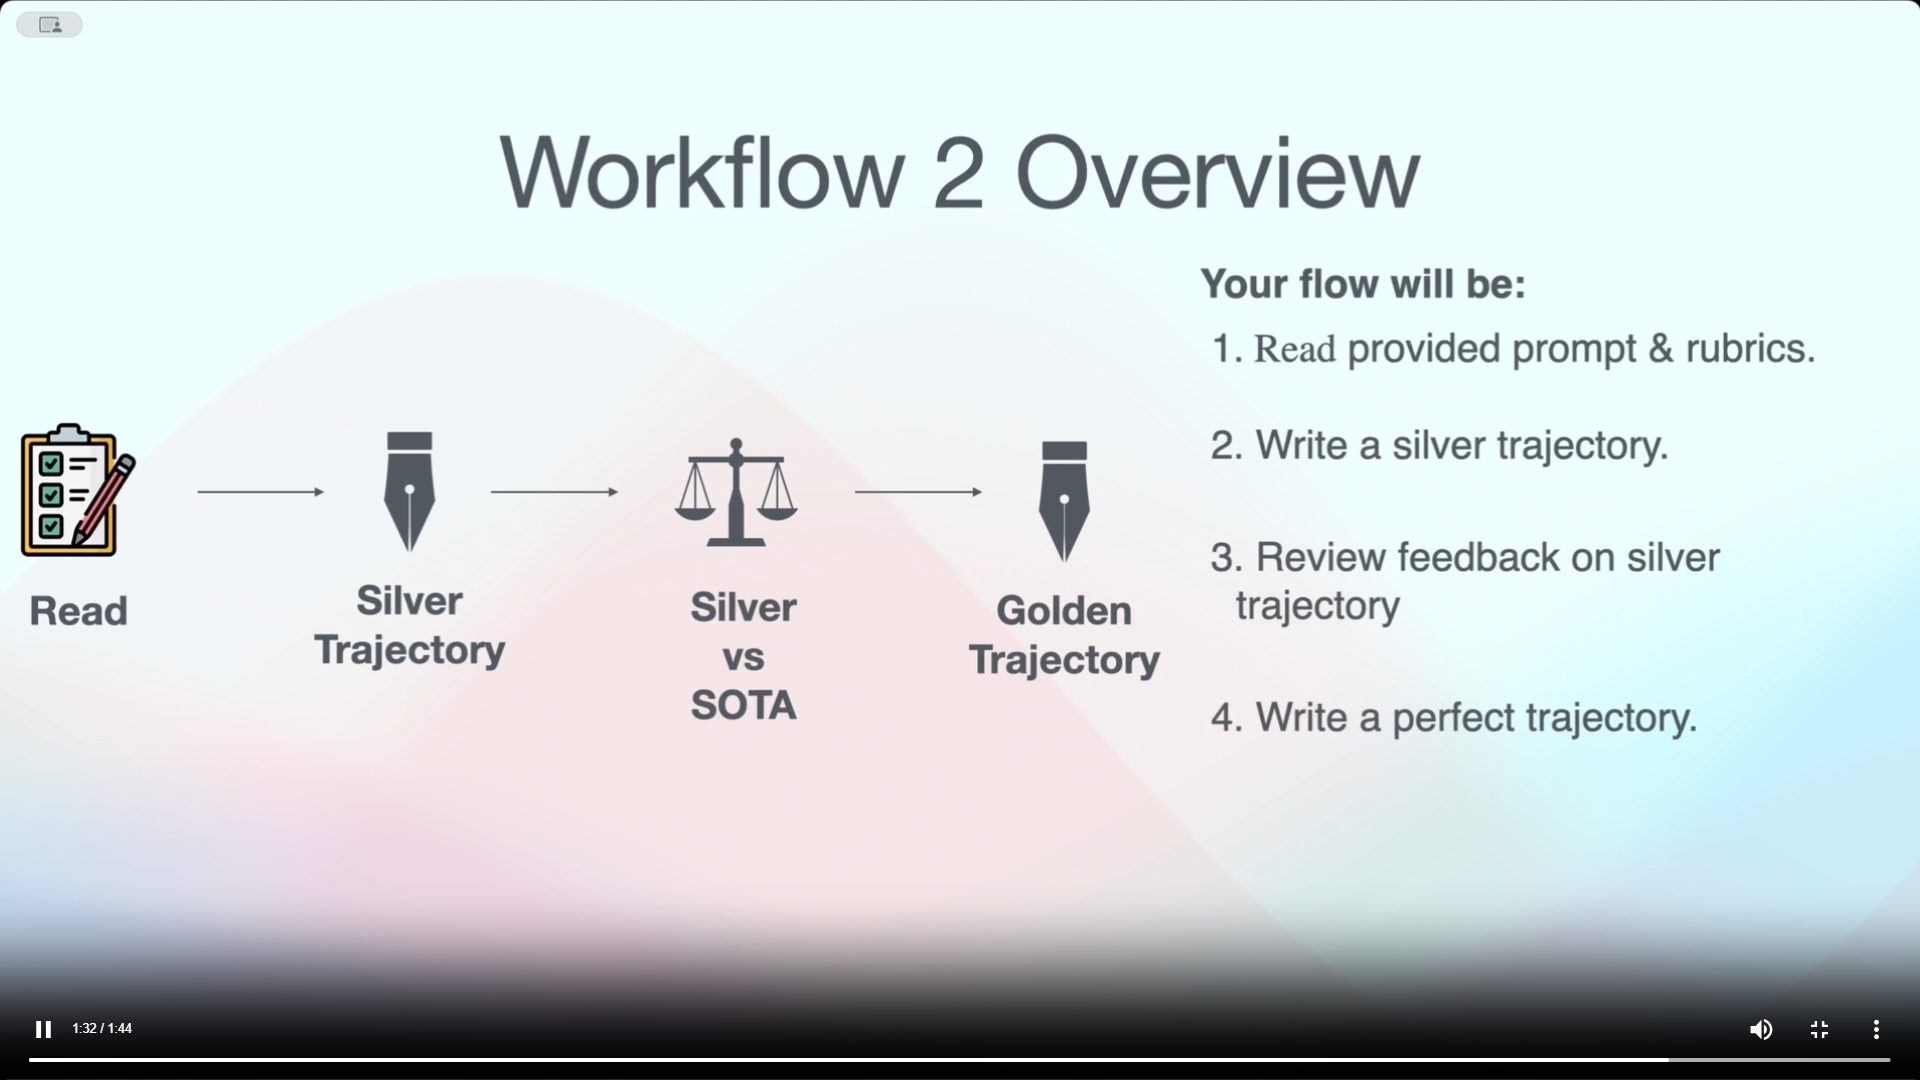 Workflow 2 Overview
Read
Silver
Trajectory
Silver
vs
SOTA
Golden
Trajectory
Your flow will be:
1. Read provided prompt & rubrics.
2. Write a silver trajectory.
3. Review feedback on silver
trajectory
4. Write a perfect trajectory.
1:32 / 1:44